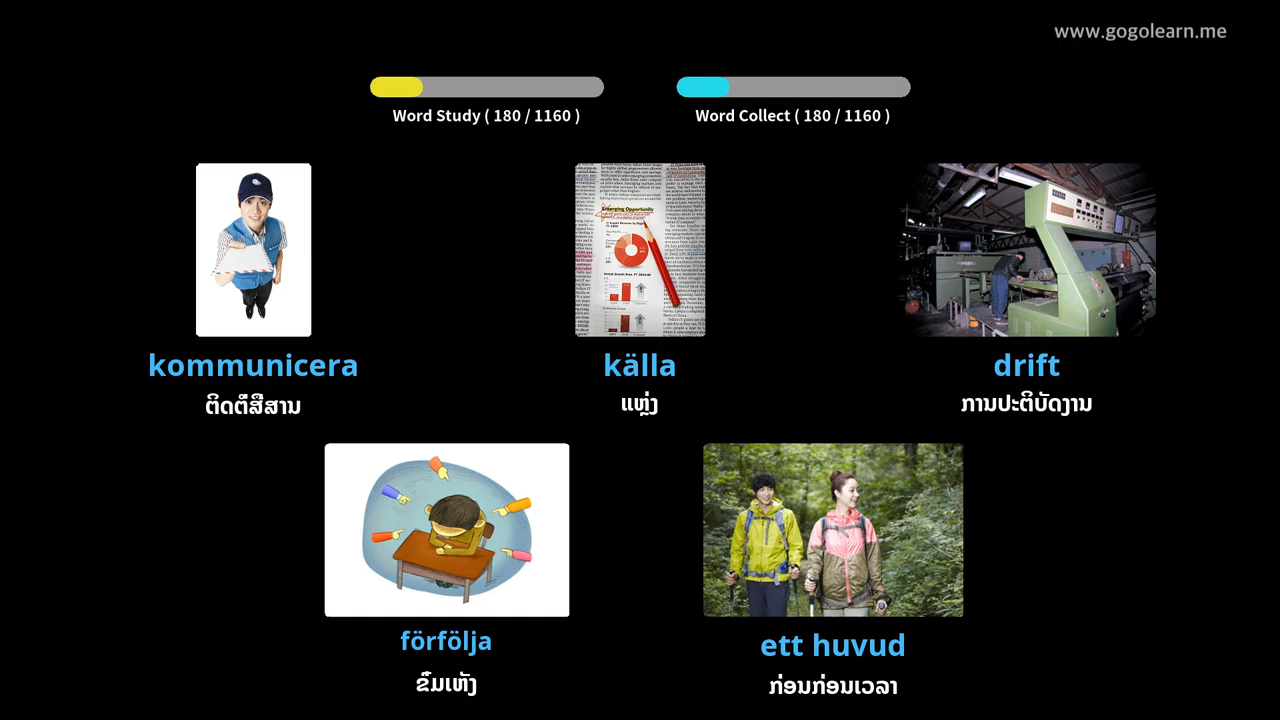 www.gogolearn.me
Word Study ( 180 / 1160 )
Word Collect ( 180 / 1160 )
Emerging Opportunity
kommunicera
ຕິດຕໍ່ສື່ສານ
källa
ແຫຼ່ງ
drift
ການປະຕິບັດງານ
förfölja
ຂົ່ມເຫັງ
ett huvud
ກ່ອນກ່ອນເວລາ